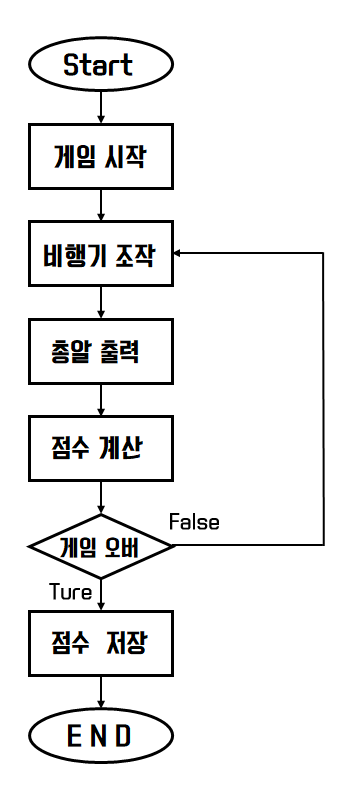 Start
게임 시작
비행기 조작
총알 출력
점수 계산
게임 오버
False
Ture
점수 저장
E N D